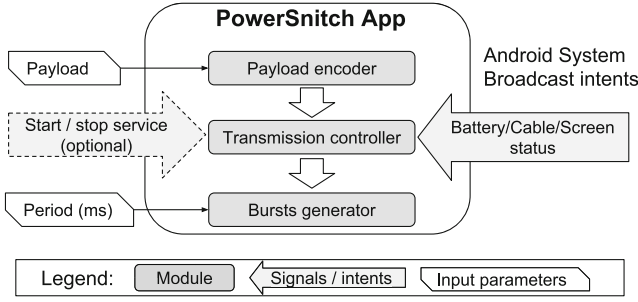 PowerSnitch App
Android System
Broadcast intents
Payload
Payload encoder
Start / stop service
(optional)
Transmission controller
Battery/Cable/Screen
status
Period (ms)
Bursts generator
Legend:
Module
Signals / intents
Input parameters